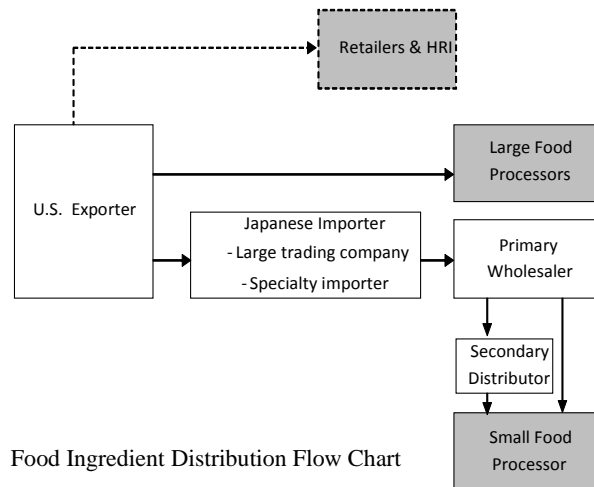 Retailers & HRI
Large Food
Processors
U.S. Exporter
Japanese Importer
- Large trading company
- Specialty importer
Primary
Wholesaler
Secondary
Distributor
Small Food
Processor
Food Ingredient Distribution Flow Chart